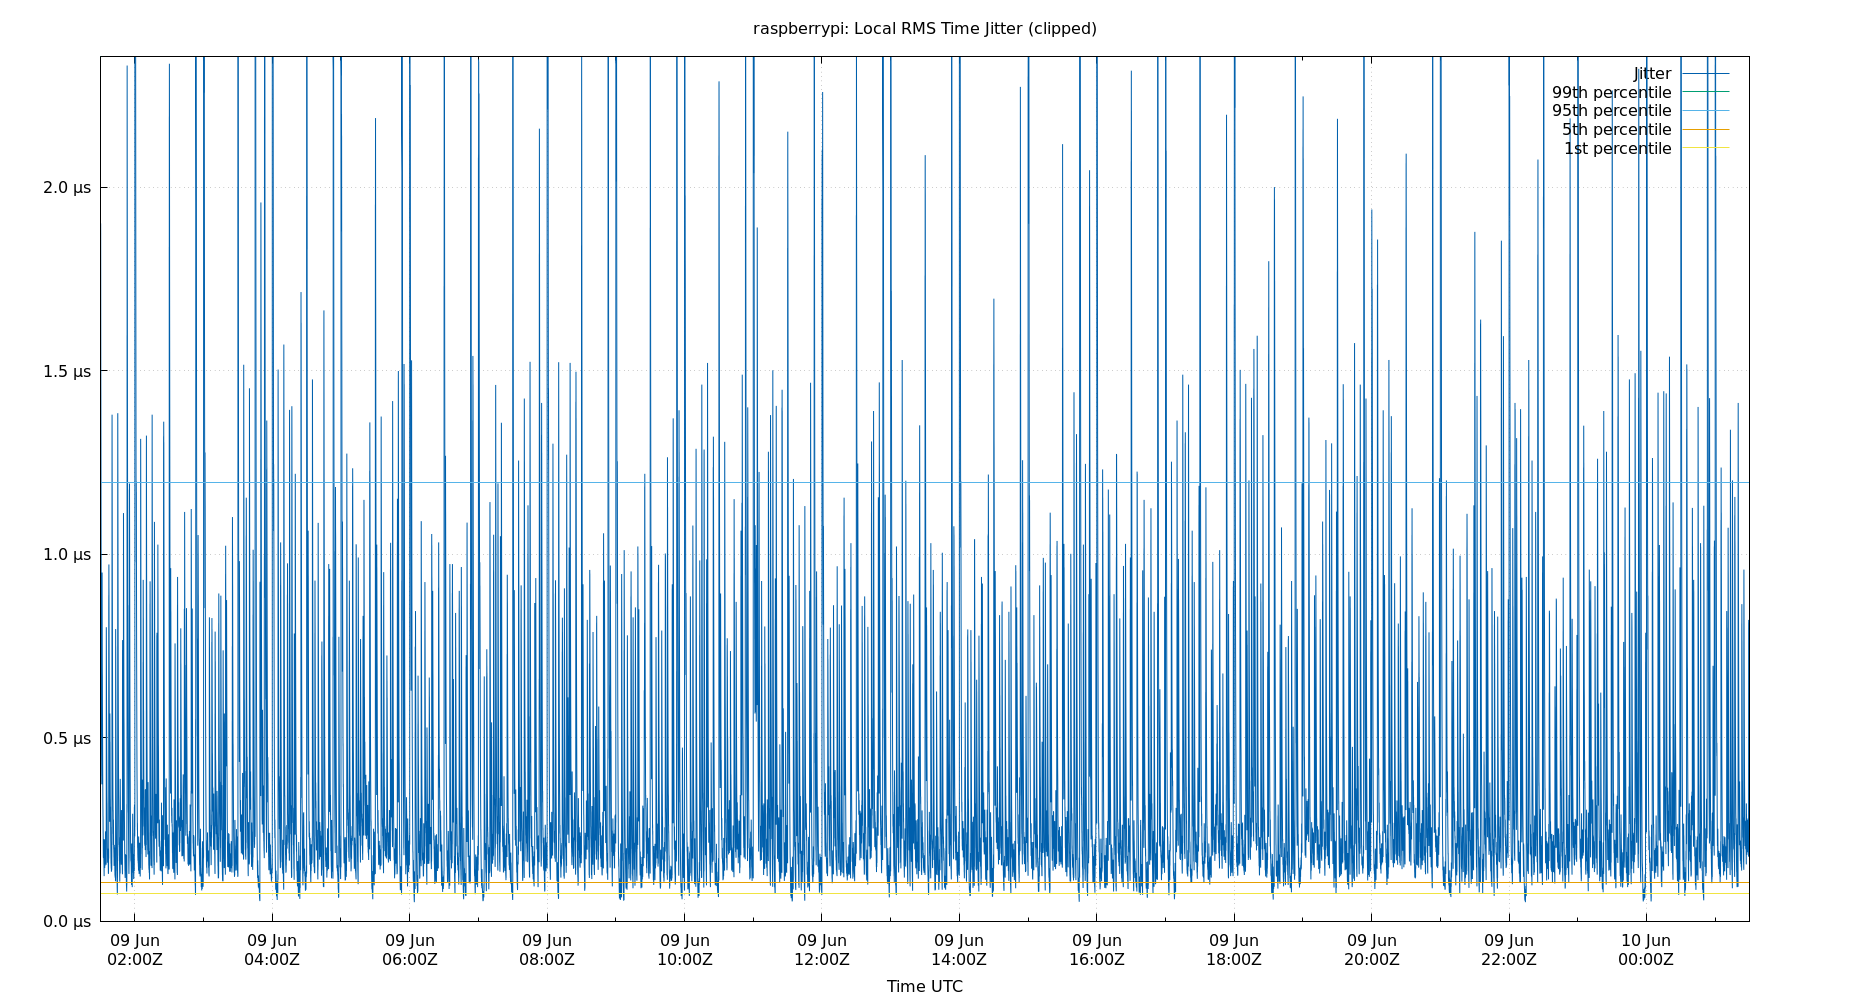 raspberrypi: Local RMS Time Jitter (clipped)
Jitter
99th percentile
95th percentile
5th percentile
1st percentile
2.0 µs
1.5 µs
1.0 µs
0.5 µs
0.0 µs
09 Jun 09 Jun 09 Jun 09 Jun 09 Jun 09 Jun 09 Jun 09 Jun 09 Jun 09 Jun 09 Jun 10 Jun
02:00Z 04:00Z 06:00Z 08:00Z 10:00Z 12:00Z 14:00Z 16:00Z 18:00Z 20:00Z 22:00Z 00:00Z
Time UTC